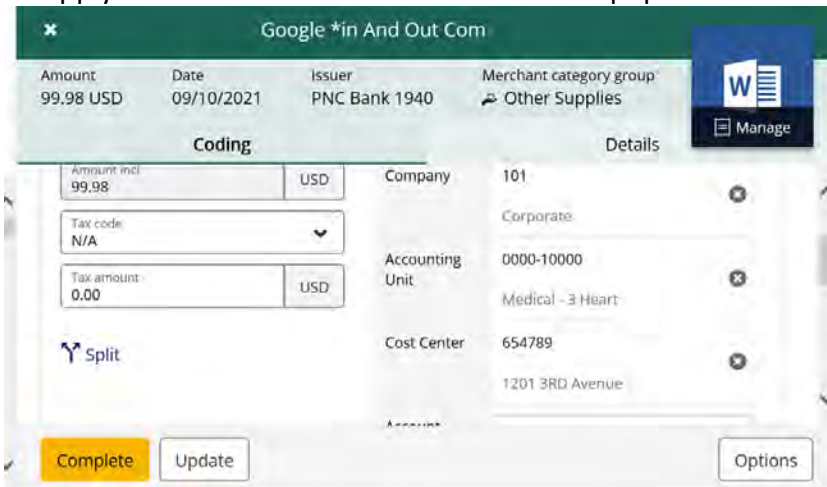 Google *in And Out Com
Amount Date Issuer Merchant category group
99.98 USD 09/10/2021 PNC Bank 1940 Other Supplies
W
Manage
Coding Details
Amount incl
99.98 USD
Company 101
Corporate
Tax code
N/A
Accounting Unit 0000-10000
Medical - 3 Heart
Tax amount
0.00 USD
Split
Cost Center 654789
1201 3RD Avenue
Account
Complete Update Options